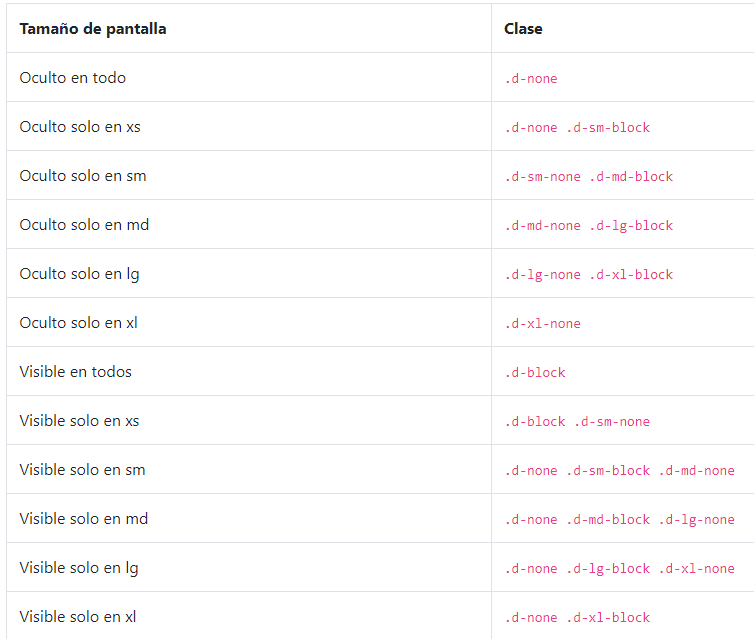 Tamaño de pantalla Clase
Oculto en todo .d-none
Oculto solo en xs .d-none .d-sm-block
Oculto solo en sm .d-sm-none .d-md-block
Oculto solo en md .d-md-none .d-lg-block
Oculto solo en lg .d-lg-none .d-xl-block
Oculto solo en xl .d-xl-none
Visible en todos .d-block
Visible solo en xs .d-block .d-sm-none
Visible solo en sm .d-none .d-sm-block .d-md-none
Visible solo en md .d-none .d-md-block .d-lg-none
Visible solo en lg .d-none .d-lg-block .d-xl-none
Visible solo en xl .d-none .d-xl-block